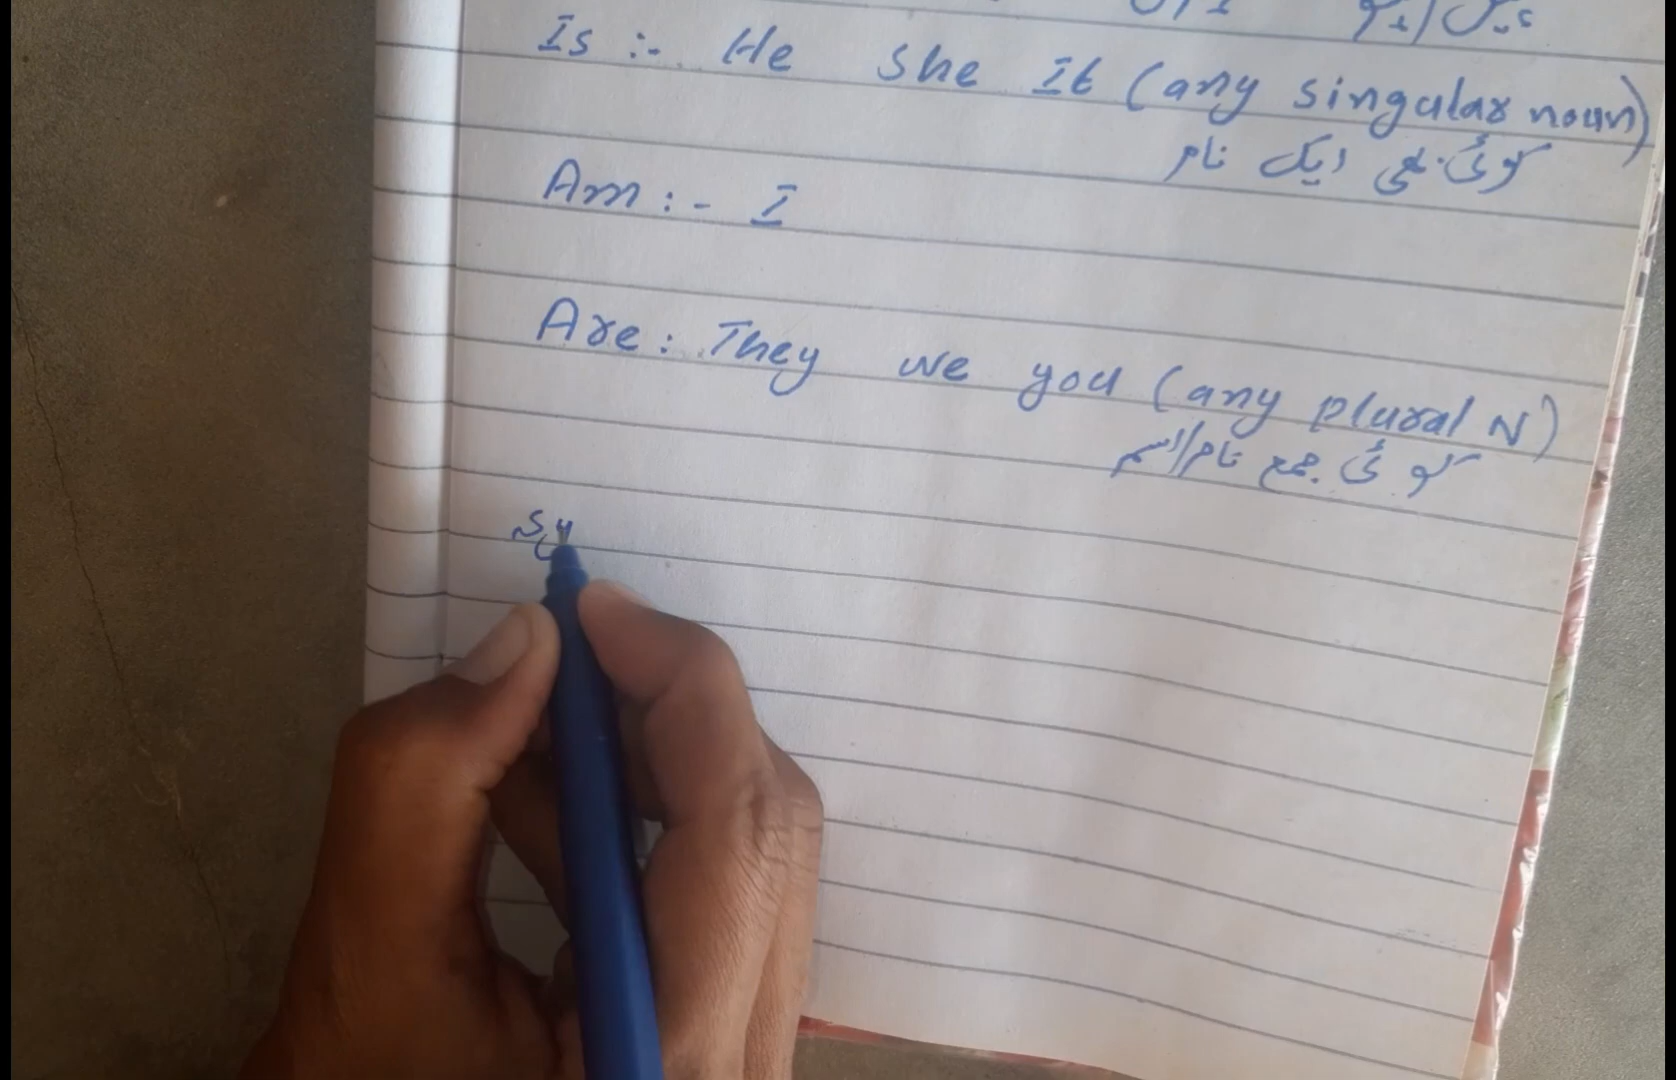 Is :- He She It (any singular noun)
کوئی بھی ایک نام
Am :- I
Are : They we you (any plural N)
کوئی جمع نام/اسم
Sy